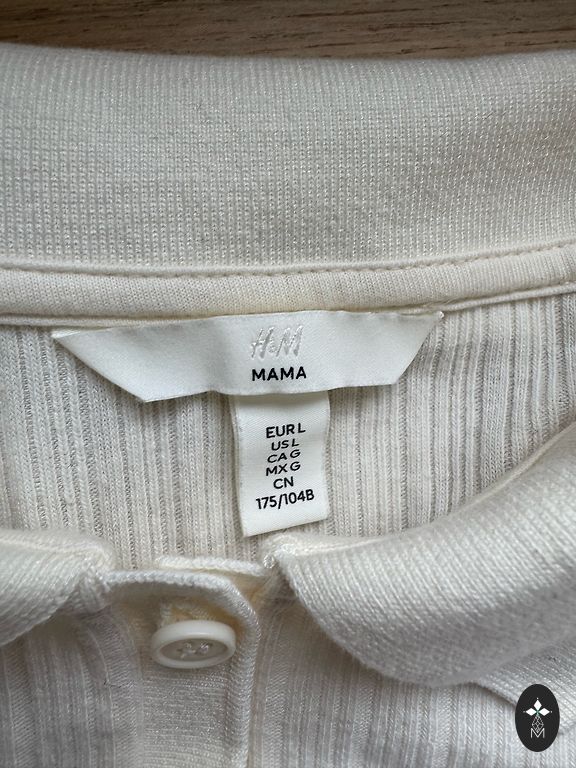 H&M
MAMA
EUR L
US L
CA G
MX G
CN
175/104B
M